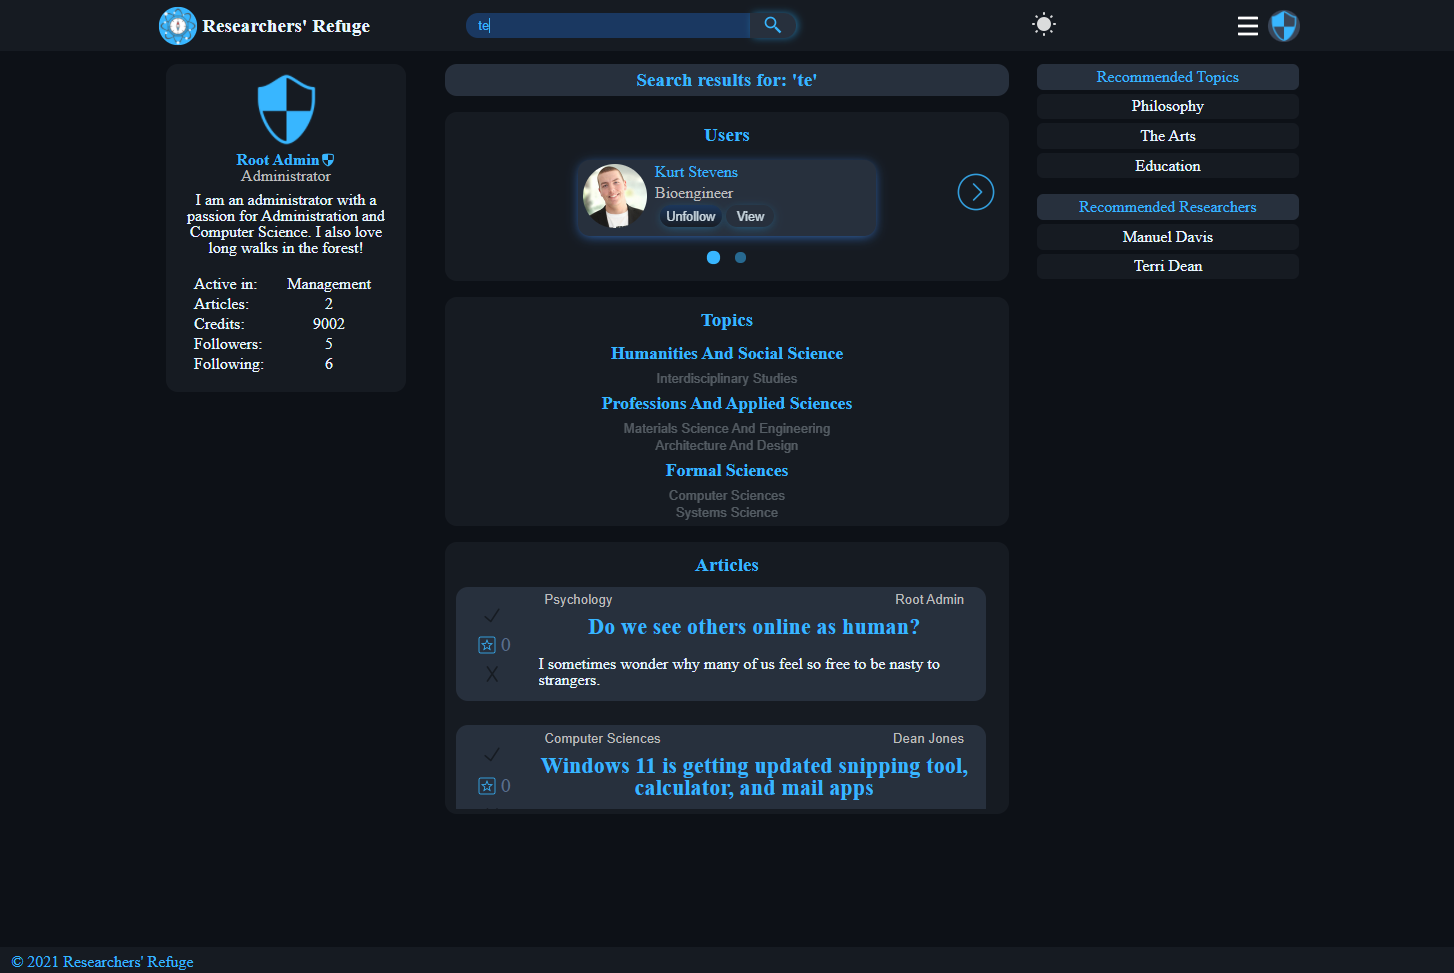 Researchers' Refuge
te
Root Admin
Administrator
I am an administrator with a
passion for Administration and
Computer Science. I also love
long walks in the forest!
Active in: Management
Articles: 2
Credits: 9002
Followers: 5
Following: 6
Search results for: 'te'
Users
Kurt Stevens
Bioengineer
Unfollow View
Topics
Humanities And Social Science
Interdisciplinary Studies
Professions And Applied Sciences
Materials Science And Engineering
Architecture And Design
Formal Sciences
Computer Sciences
Systems Science
Articles
Psychology Root Admin
Do we see others online as human?
0
I sometimes wonder why many of us feel so free to be nasty to
strangers.
Computer Sciences Dean Jones
Windows 11 is getting updated snipping tool,
calculator, and mail apps
0
Recommended Topics
Philosophy
The Arts
Education
Recommended Researchers
Manuel Davis
Terri Dean
© 2021 Researchers' Refuge